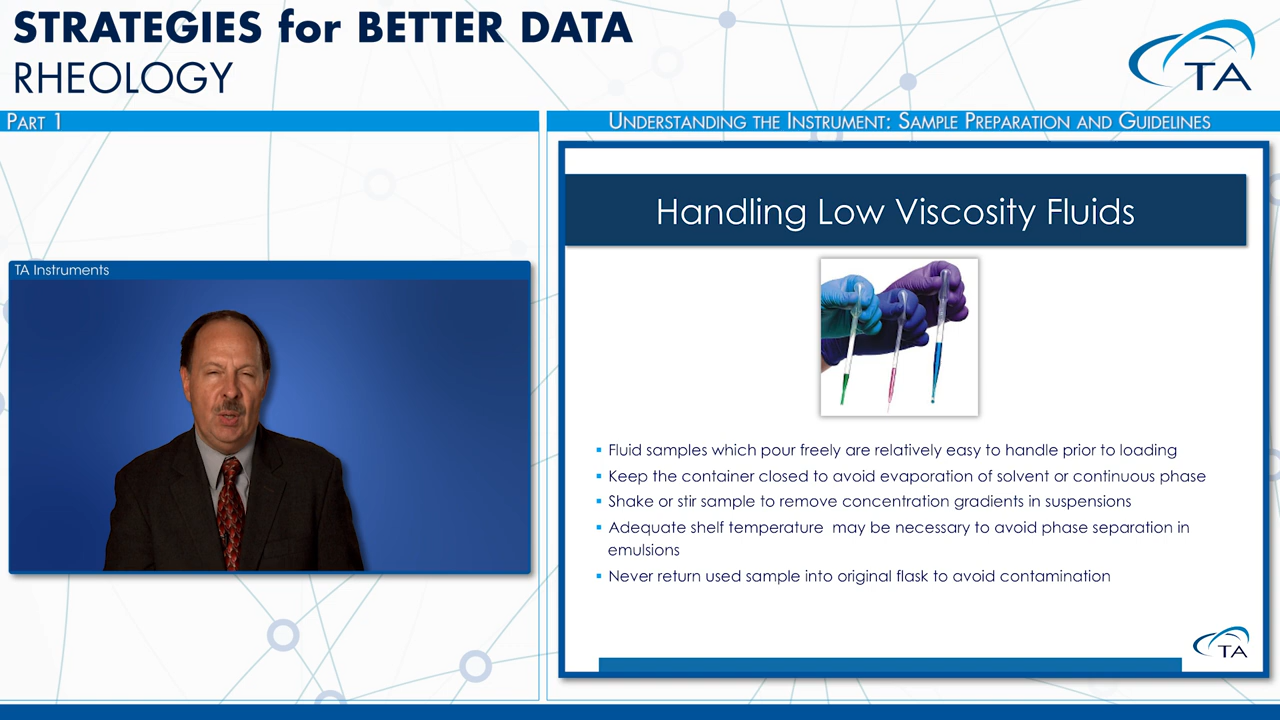 STRATEGIES for BETTER DATA
RHEOLOGY
TA
PART 1
UNDERSTANDING THE INSTRUMENT: SAMPLE PREPARATION AND GUIDELINES
TA Instruments
Handling Low Viscosity Fluids
▪ Fluid samples which pour freely are relatively easy to handle prior to loading
▪ Keep the container closed to avoid evaporation of solvent or continuous phase
▪ Shake or stir sample to remove concentration gradients in suspensions
▪ Adequate shelf temperature may be necessary to avoid phase separation in
emulsions
▪ Never return used sample into original flask to avoid contamination
TA